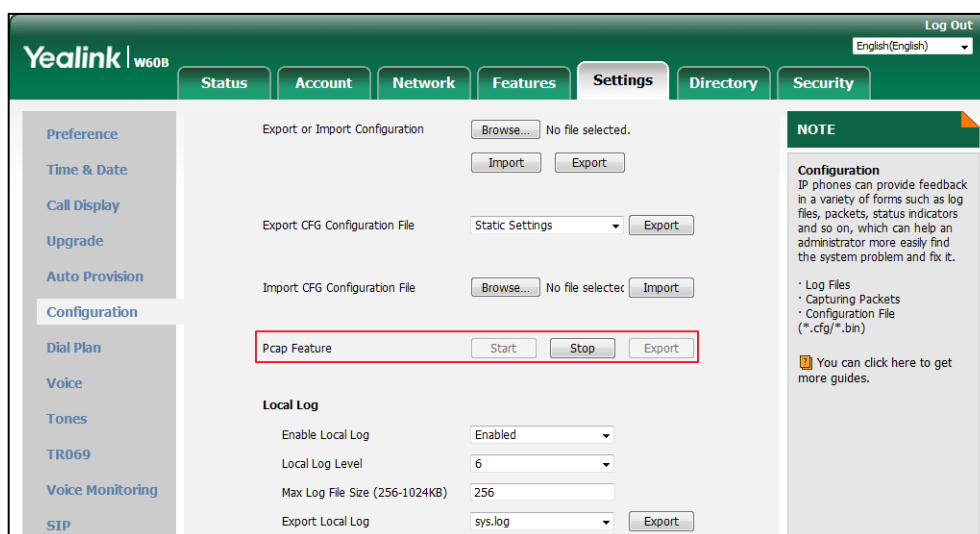 Log Out
Yealink | W60B
English(English)
Status Account Network Features Settings Directory Security
Preference
Time & Date
Call Display
Upgrade
Auto Provision
Configuration
Dial Plan
Voice
Tones
TR069
Voice Monitoring
SIP
Export or Import Configuration Browse... No file selected.
Import Export
Export CFG Configuration File Static Settings Export
Import CFG Configuration File Browse... No file selectec Import
Pcap Feature Start Stop Export
Local Log
Enable Local Log Enabled
Local Log Level 6
Max Log File Size (256-1024KB) 256
Export Local Log sys.log Export
NOTE
Configuration
IP phones can provide feedback
in a variety of forms such as log
files, packets, status indicators
and so on, which can help an
administrator more easily find
the system problem and fix it.
· Log Files
· Capturing Packets
· Configuration File
(*.cfg/*.bin)
? You can click here to get
more guides.